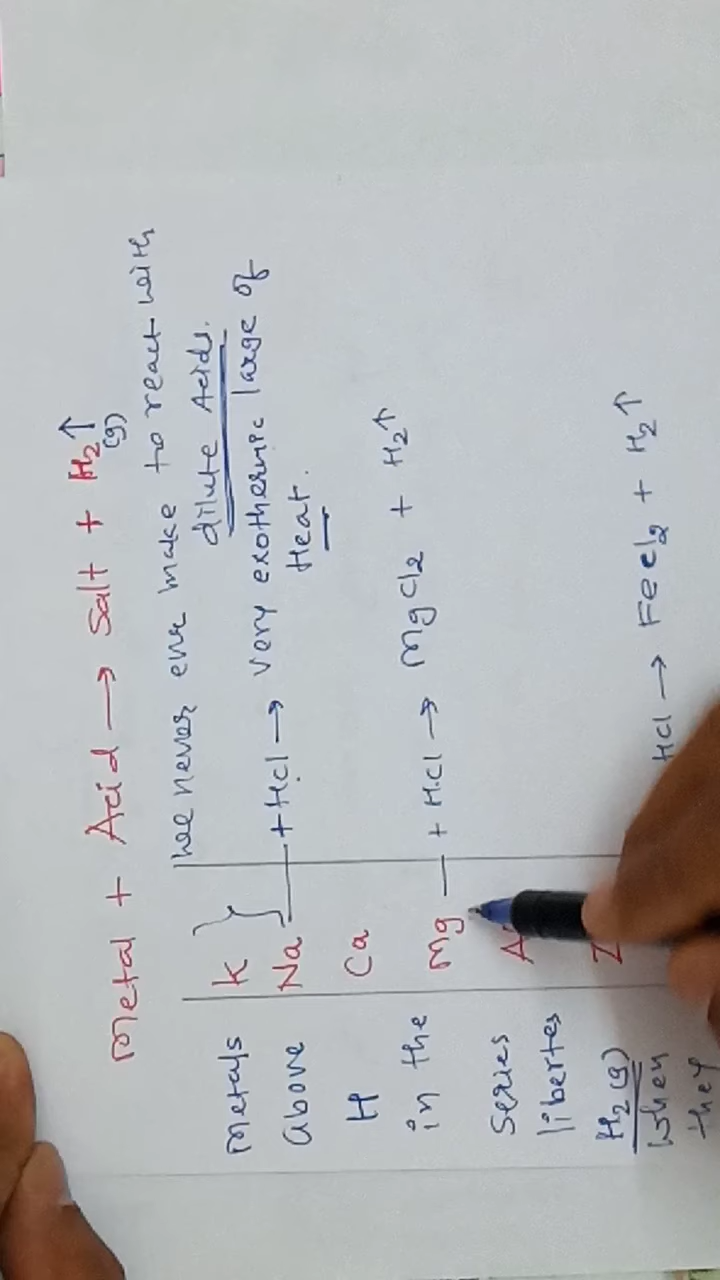 Metal + Acid → Salt + H2↑
(g)
we never ever make to react with
dilute Acids.
Metals K
above Na + HCl → very exothermic large of
Heat.
H Ca
in the Mg + HCl → MgCl2 + H2↑
series
libertes
H2(g) HCl → FeCl2 + H2↑
when
they